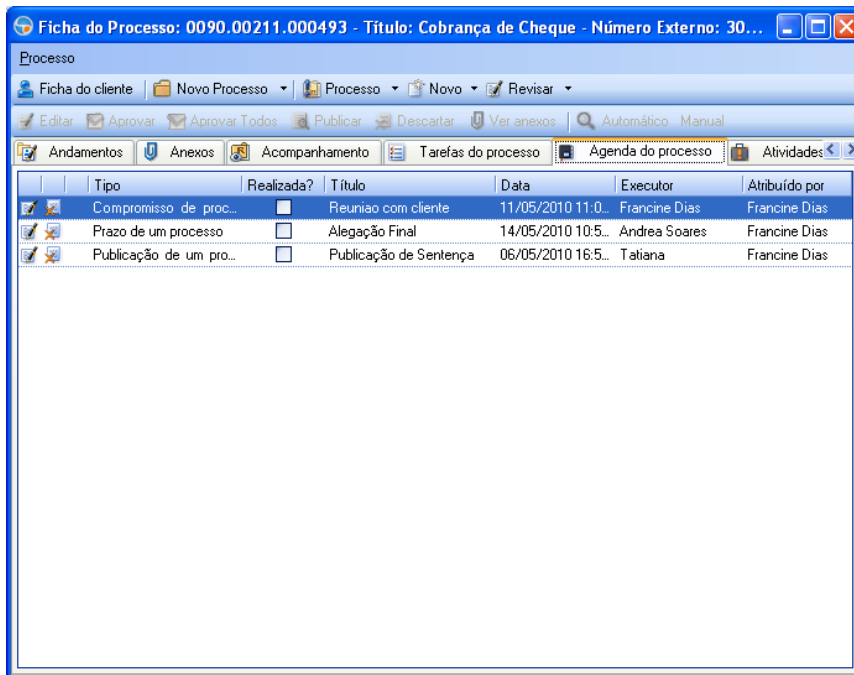 Ficha do Processo: 0090.00211.000493 - Título: Cobrança de Cheque - Número Externo: 30...
Processo
Ficha do cliente Novo Processo Processo Novo Revisar
Editar Aprovar Aprovar Todos Publicar Descartar Ver anexos Automático Manual
Andamentos Anexos Acompanhamento Tarefas do processo Agenda do processo Atividades
Tipo Realizada? Título Data Executor Atribuído por
Compromisso de proc... Reuniao com cliente 11/05/2010 11:0... Francine Dias Francine Dias
Prazo de um processo Alegação Final 14/05/2010 10:5... Andrea Soares Francine Dias
Publicação de um pro... Publicação de Sentença 06/05/2010 16:5... Tatiana Francine Dias